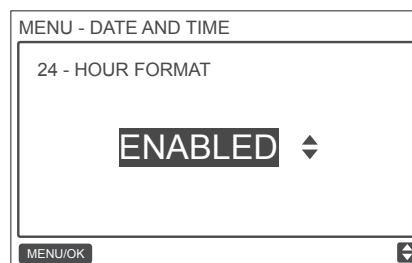 MENU - DATE AND TIME
24 - HOUR FORMAT
ENABLED
MENU/OK